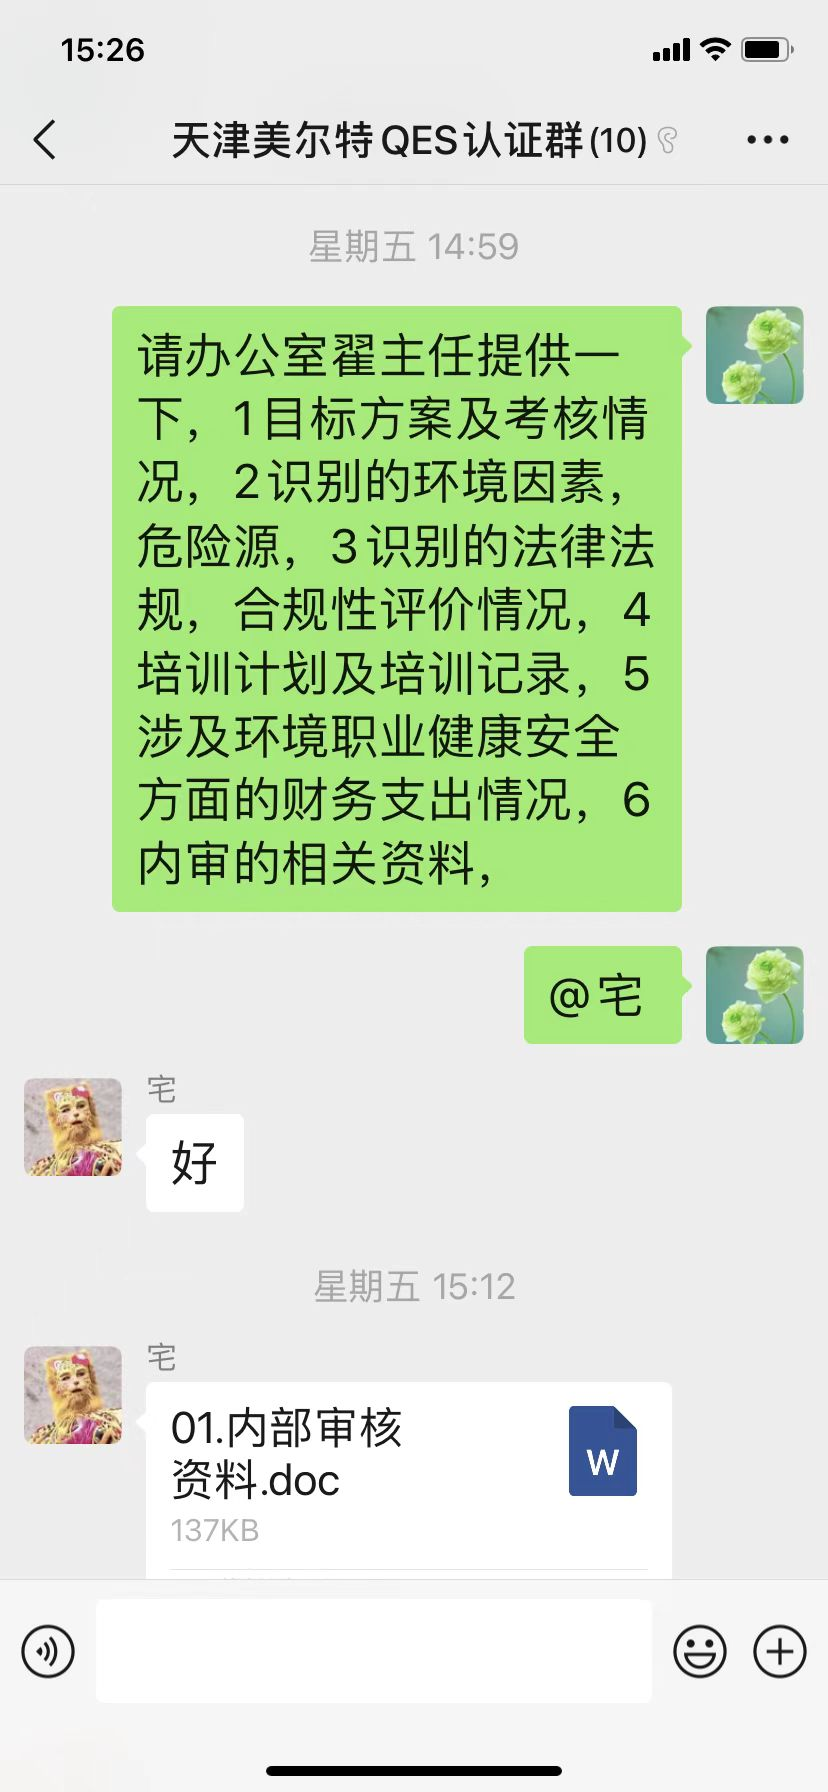 15:26
天津美尔特QES认证群(10)
星期五 14:59
请办公室翟主任提供一
下，1目标方案及考核情
况，2识别的环境因素，
危险源，3识别的法律法
规，合规性评价情况，4
培训计划及培训记录，5
涉及环境职业健康安全
方面的财务支出情况，6
内审的相关资料，
@宅
宅
好
星期五 15:12
宅
01.内部审核
资料.doc
W
137KB